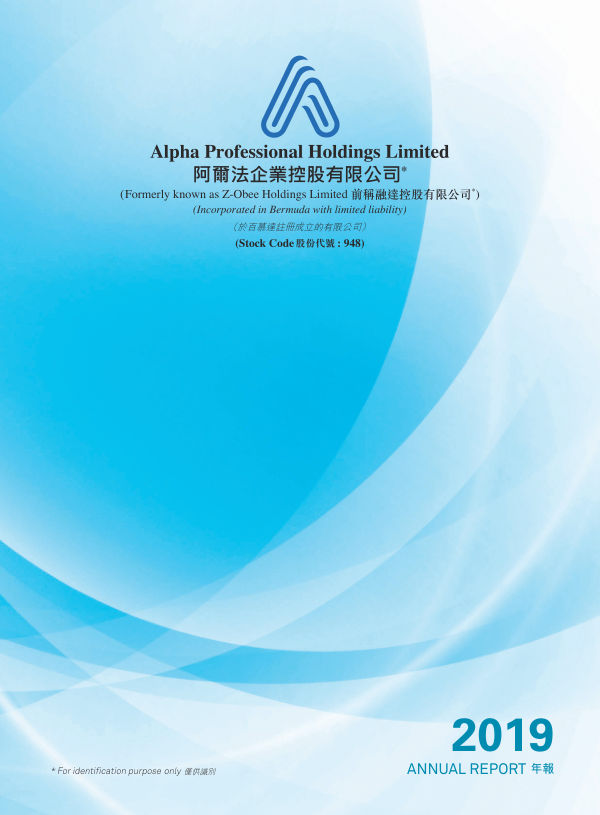 Alpha Professional Holdings Limited
阿爾法企業控股有限公司*
(Formerly known as Z-Obee Holdings Limited 前稱融達控股有限公司*)
(Incorporated in Bermuda with limited liability)
（於百慕達註冊成立的有限公司）
(Stock Code 股份代號 : 948)
2019
ANNUAL REPORT 年報
* For identification purpose only 僅供識別